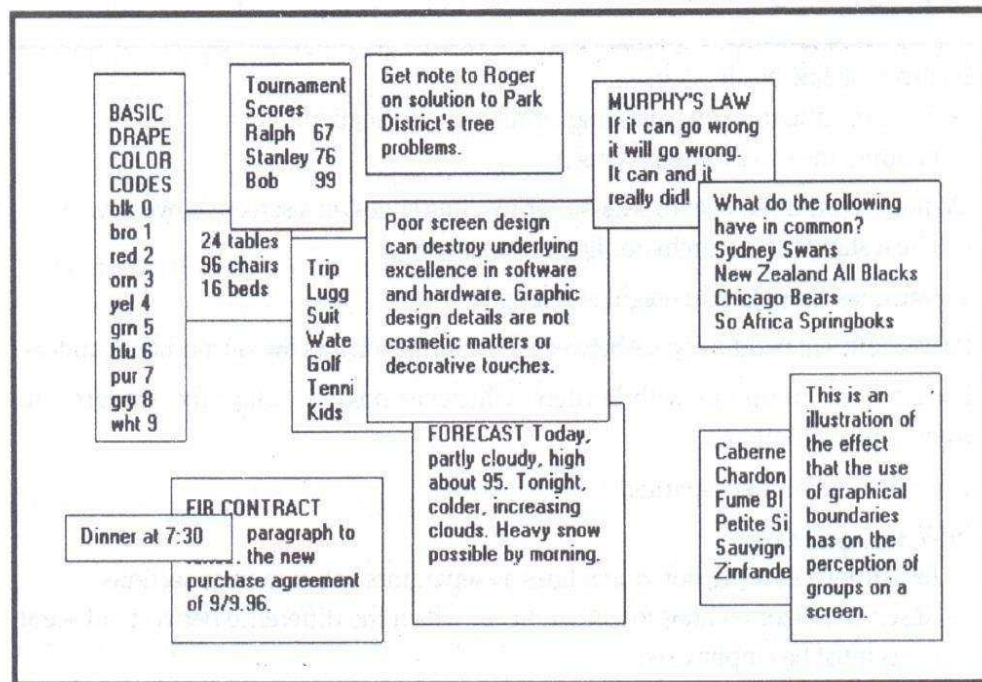 BASIC
DRAPE
COLOR
CODES
blk 0
bro 1
red 2
orn 3
yel 4
grn 5
blu 6
pur 7
gry 8
wht 9
Tournament
Scores
Ralph 67
Stanley 76
Bob 99
24 tables
96 chairs
16 beds
Trip
Lugg
Suit
Wate
Golf
Tenni
Kids
Get note to Roger
on solution to Park
District's tree
problems.
Poor screen design
can destroy underlying
excellence in software
and hardware. Graphic
design details are not
cosmetic matters or
decorative touches.
MURPHY'S LAW
If it can go wrong
it will go wrong.
It can and it
really did!
What do the following
have in common?
Sydney Swans
New Zealand All Blacks
Chicago Bears
So Africa Springboks
FORECAST Today,
partly cloudy, high
about 95. Tonight,
colder, increasing
clouds. Heavy snow
possible by morning.
Caberne
Chardon
Fume Bl
Petite Si
Sauvign
Zinfande
This is an
illustration of
the effect
that the use
of graphical
boundaries
has on the
perception of
groups on a
screen.
CONTRACT
Dinner at 7:30
paragraph to
the new
purchase agreement
of 9/9.96.